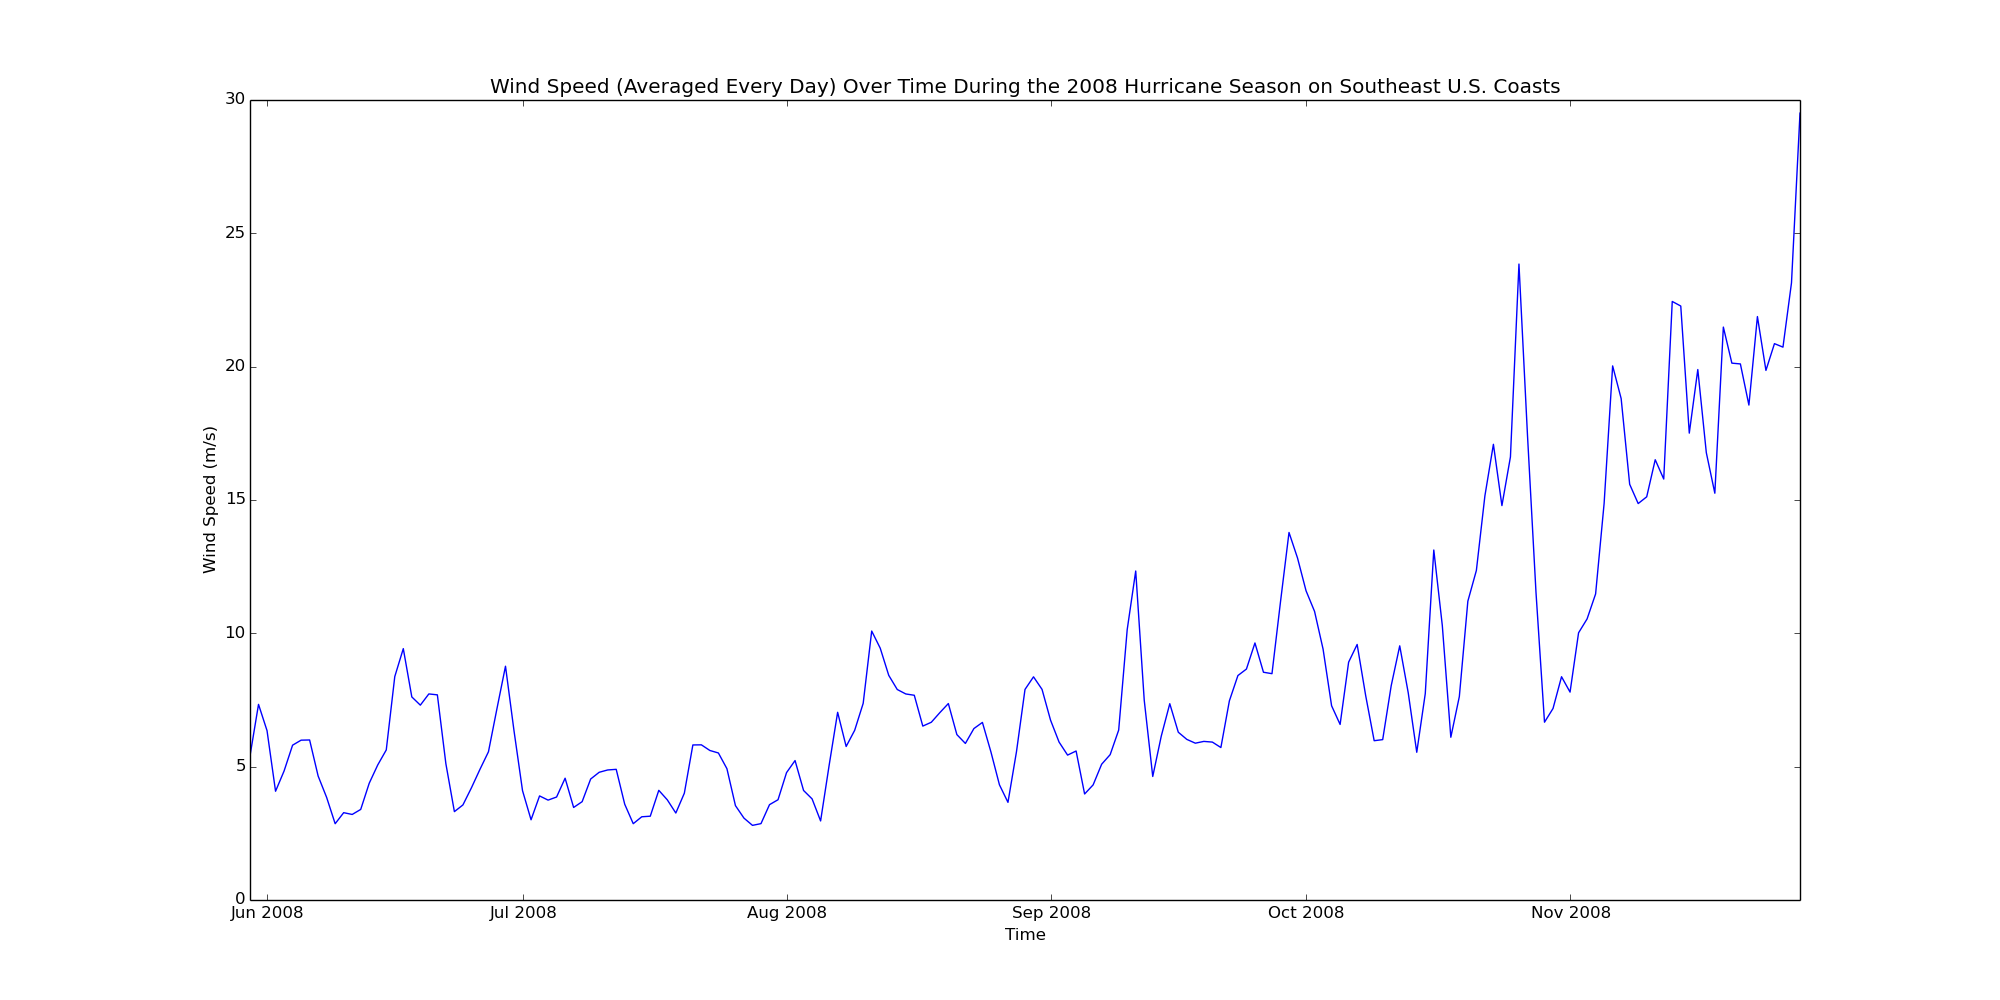 Wind Speed (Averaged Every Day) Over Time During the 2008 Hurricane Season on Southeast U.S. Coasts
30
25
20
15
10
5
0
Wind Speed (m/s)
Jun 2008 Jul 2008 Aug 2008 Sep 2008 Oct 2008 Nov 2008
Time